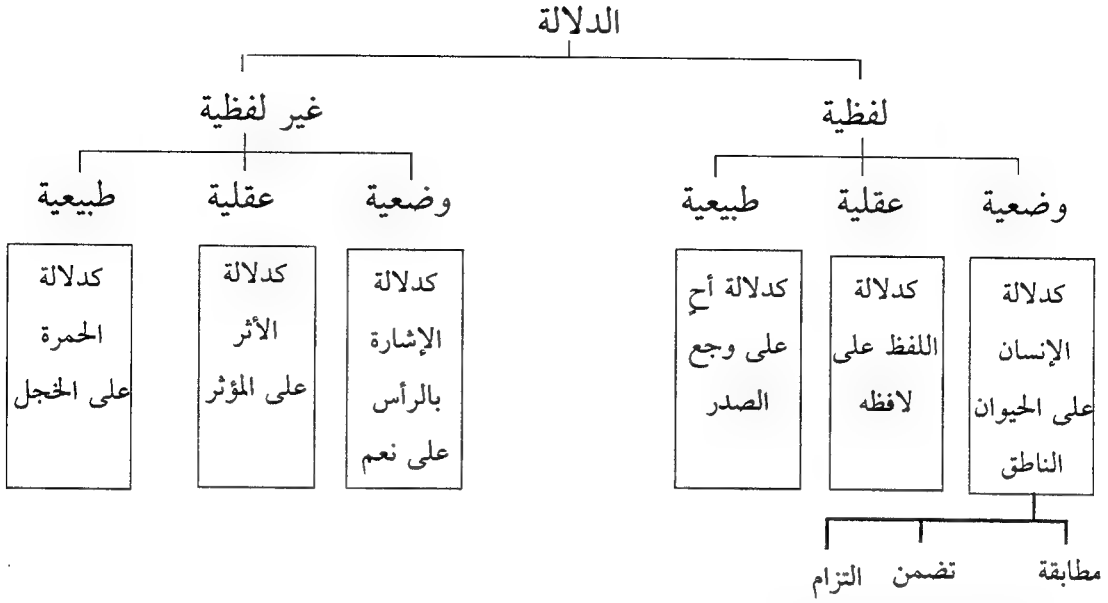 الدلالة
لفظية
غير لفظية
وضعية
عقلية
طبيعية
وضعية
عقلية
طبيعية
كدلالة
الإنسان
على الحيوان
الناطق
كدلالة
اللفظ على
لافظه
كدلالة أحٍ
على وجع
الصدر
كدلالة
الإشارة
بالرأس
على نعم
كدلالة
الأثر
على المؤثر
كدلالة
الحمرة
على الخجل
مطابقة
تضمن
التزام